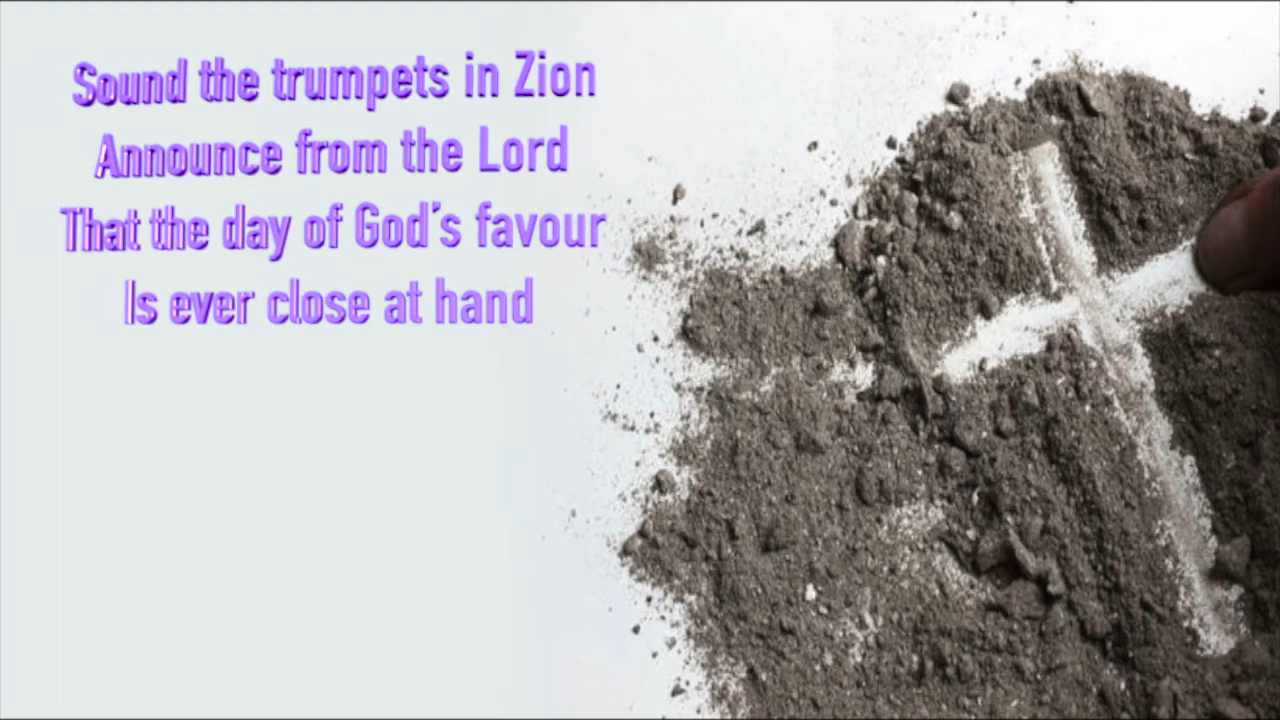 Sound the trumpets in Zion
Announce from the Lord
That the day of God's favour
Is ever close at hand